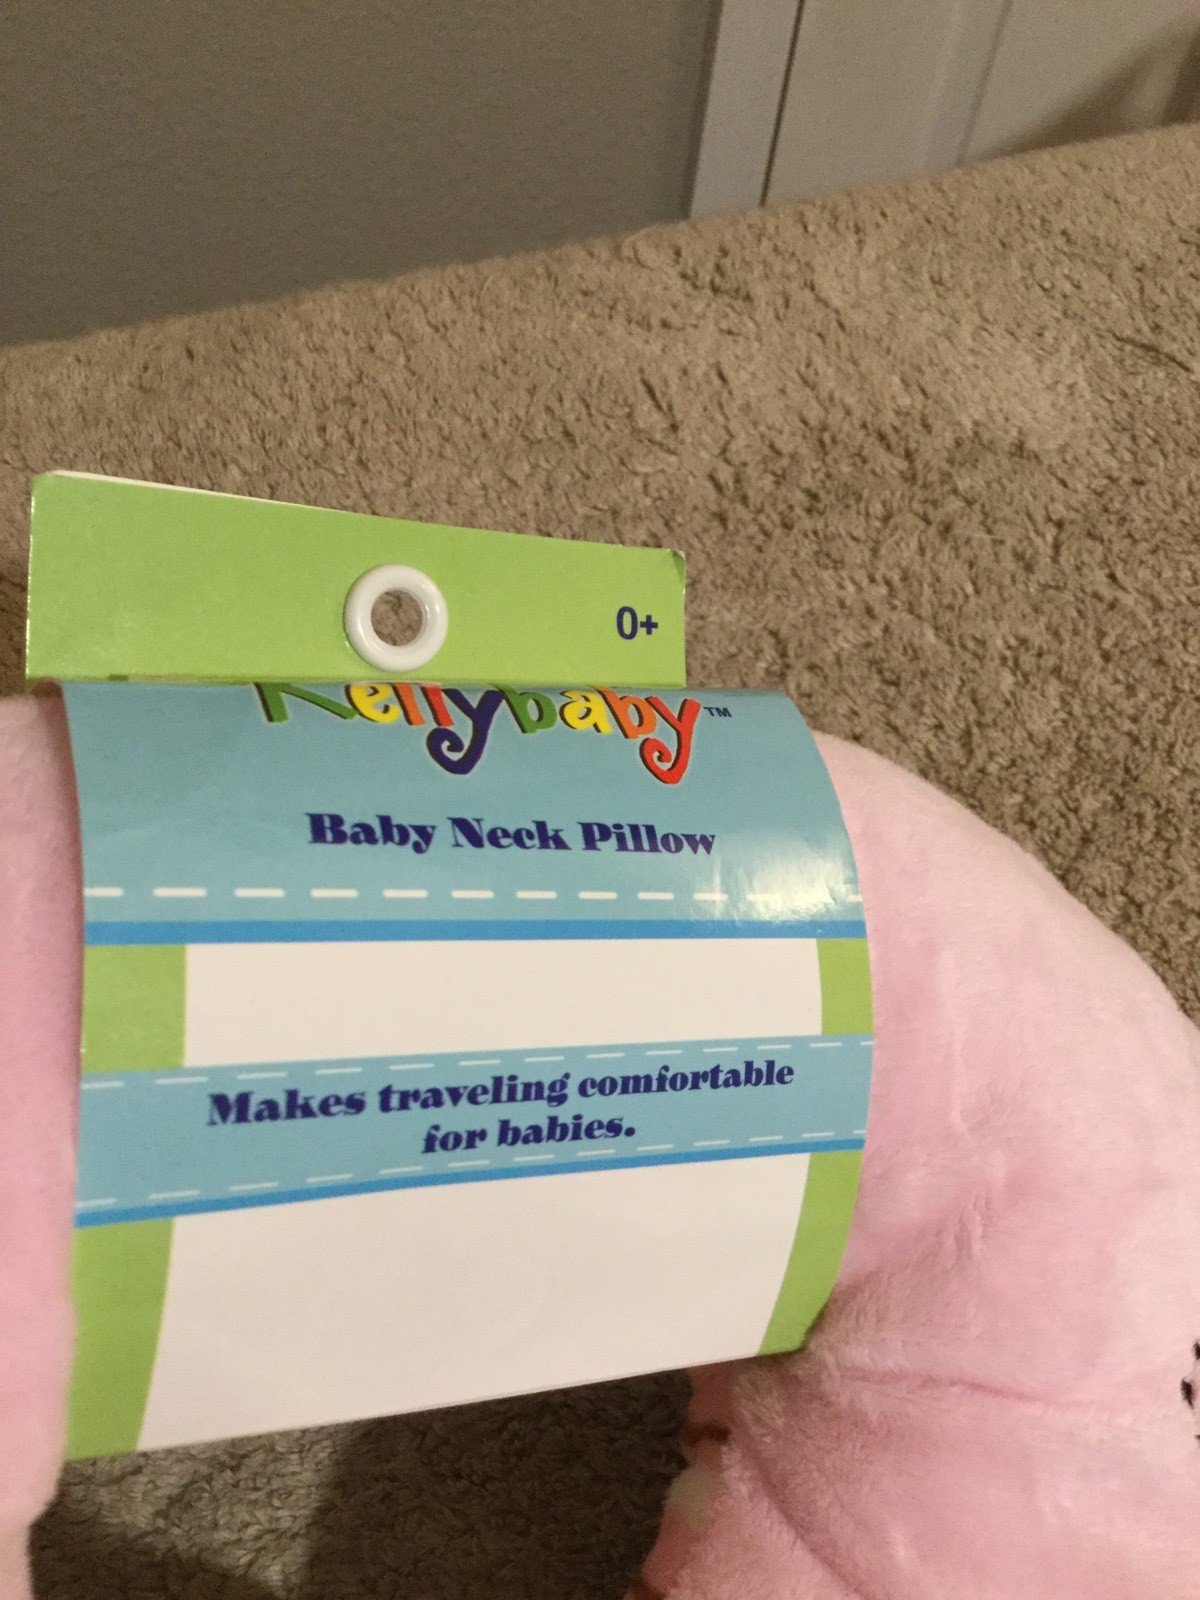 0+
Kellybaby™
Baby Neck Pillow
Makes traveling comfortable
for babies.